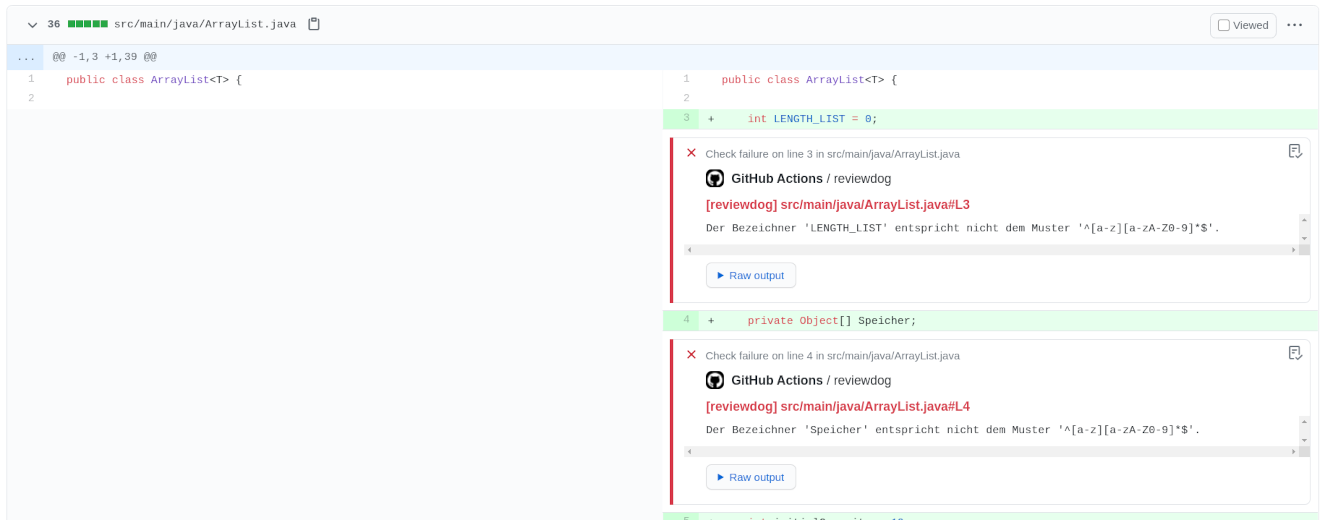 36 src/main/java/ArrayList.java Viewed ...
... @@ -1,3 +1,39 @@
1 public class ArrayList<T> { 1 public class ArrayList<T> {
2 2
3 + int LENGTH_LIST = 0;
Check failure on line 3 in src/main/java/ArrayList.java
GitHub Actions / reviewdog
[reviewdog] src/main/java/ArrayList.java#L3
Der Bezeichner 'LENGTH_LIST' entspricht nicht dem Muster '^[a-z][a-zA-Z0-9]*$'.
Raw output
4 + private Object[] Speicher;
Check failure on line 4 in src/main/java/ArrayList.java
GitHub Actions / reviewdog
[reviewdog] src/main/java/ArrayList.java#L4
Der Bezeichner 'Speicher' entspricht nicht dem Muster '^[a-z][a-zA-Z0-9]*$'.
Raw output